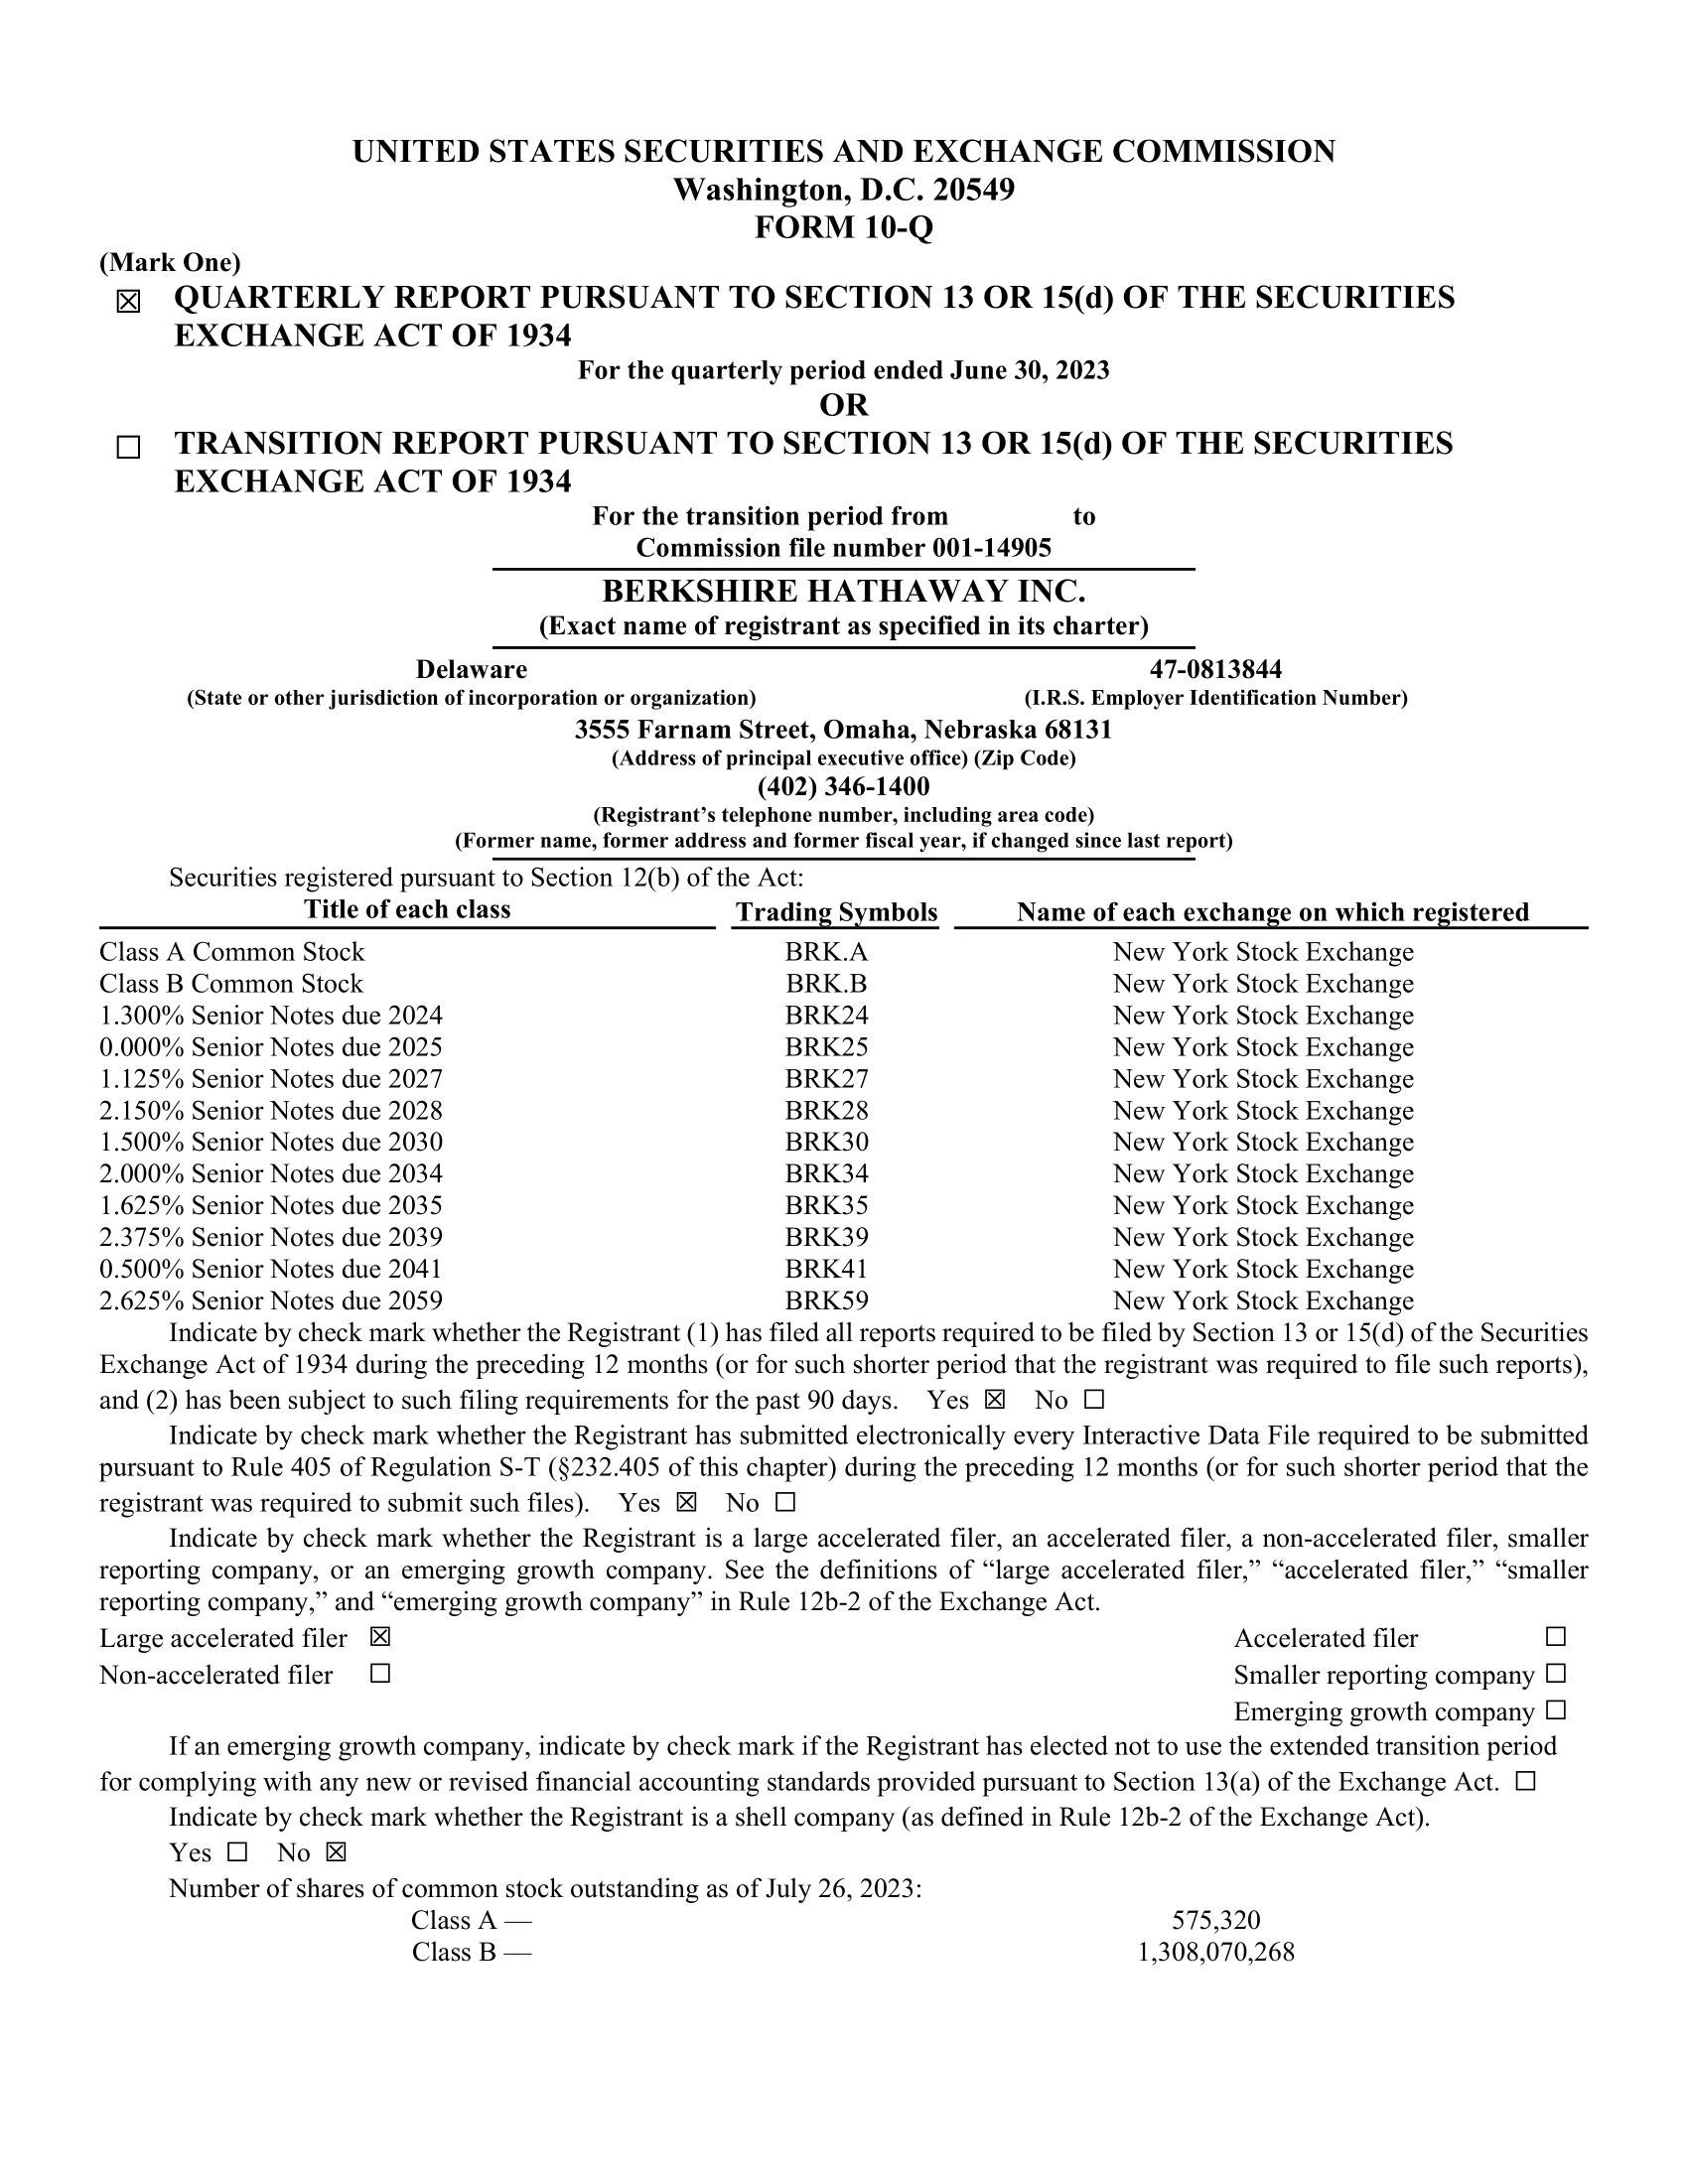 UNITED STATES SECURITIES AND EXCHANGE COMMISSION
Washington, D.C. 20549
FORM 10-Q
(Mark One)
☒ QUARTERLY REPORT PURSUANT TO SECTION 13 OR 15(d) OF THE SECURITIES
EXCHANGE ACT OF 1934
For the quarterly period ended June 30, 2023
OR
☐ TRANSITION REPORT PURSUANT TO SECTION 13 OR 15(d) OF THE SECURITIES
EXCHANGE ACT OF 1934
For the transition period from to
Commission file number 001-14905
BERKSHIRE HATHAWAY INC.
(Exact name of registrant as specified in its charter)
Delaware 47-0813844
(State or other jurisdiction of incorporation or organization) (I.R.S. Employer Identification Number)
3555 Farnam Street, Omaha, Nebraska 68131
(Address of principal executive office) (Zip Code)
(402) 346-1400
(Registrant’s telephone number, including area code)
(Former name, former address and former fiscal year, if changed since last report)
Securities registered pursuant to Section 12(b) of the Act:
Title of each class Trading Symbols Name of each exchange on which registered
Class A Common Stock BRK.A New York Stock Exchange
Class B Common Stock BRK.B New York Stock Exchange
1.300% Senior Notes due 2024 BRK24 New York Stock Exchange
0.000% Senior Notes due 2025 BRK25 New York Stock Exchange
1.125% Senior Notes due 2027 BRK27 New York Stock Exchange
2.150% Senior Notes due 2028 BRK28 New York Stock Exchange
1.500% Senior Notes due 2030 BRK30 New York Stock Exchange
2.000% Senior Notes due 2034 BRK34 New York Stock Exchange
1.625% Senior Notes due 2035 BRK35 New York Stock Exchange
2.375% Senior Notes due 2039 BRK39 New York Stock Exchange
0.500% Senior Notes due 2041 BRK41 New York Stock Exchange
2.625% Senior Notes due 2059 BRK59 New York Stock Exchange
Indicate by check mark whether the Registrant (1) has filed all reports required to be filed by Section 13 or 15(d) of the Securities
Exchange Act of 1934 during the preceding 12 months (or for such shorter period that the registrant was required to file such reports),
and (2) has been subject to such filing requirements for the past 90 days. Yes ☒ No ☐
Indicate by check mark whether the Registrant has submitted electronically every Interactive Data File required to be submitted
pursuant to Rule 405 of Regulation S-T (§232.405 of this chapter) during the preceding 12 months (or for such shorter period that the
registrant was required to submit such files). Yes ☒ No ☐
Indicate by check mark whether the Registrant is a large accelerated filer, an accelerated filer, a non-accelerated filer, smaller
reporting company, or an emerging growth company. See the definitions of “large accelerated filer,” “accelerated filer,” “smaller
reporting company,” and “emerging growth company” in Rule 12b-2 of the Exchange Act.
Large accelerated filer ☒ Accelerated filer ☐
Non-accelerated filer ☐ Smaller reporting company ☐
Emerging growth company ☐
If an emerging growth company, indicate by check mark if the Registrant has elected not to use the extended transition period
for complying with any new or revised financial accounting standards provided pursuant to Section 13(a) of the Exchange Act. ☐
Indicate by check mark whether the Registrant is a shell company (as defined in Rule 12b-2 of the Exchange Act).
Yes ☐ No ☒
Number of shares of common stock outstanding as of July 26, 2023:
Class A — 575,320
Class B — 1,308,070,268